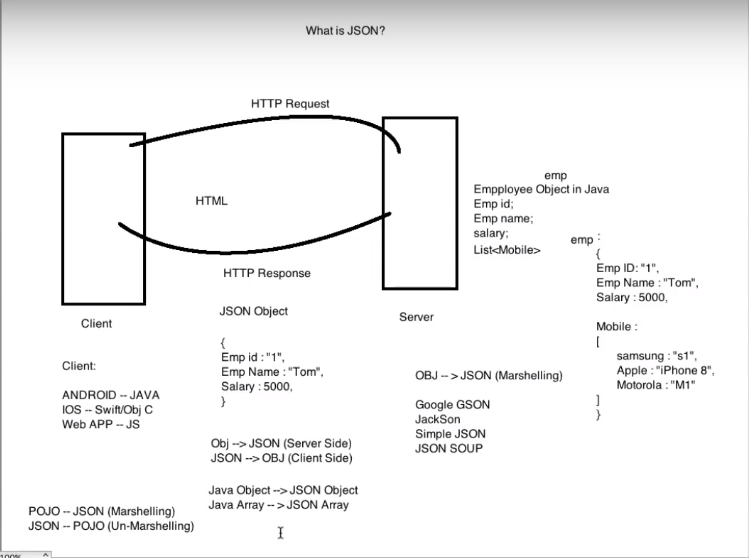 What is JSON?
HTTP Request
HTML
HTTP Response
Client
Server
emp
Empployee Object in Java
Emp id;
Emp name;
salary;
List<Mobile>
emp :
{
Emp ID: "1",
Emp Name : "Tom",
Salary : 5000,
Mobile :
[
samsung : "s1",
Apple : "iPhone 8",
Motorola : "M1"
]
}
JSON Object
{
Emp id : "1",
Emp Name : "Tom",
Salary : 5000,
}
Client:
ANDROID -- JAVA
IOS -- Swift/Obj C
Web APP -- JS
OBJ -- > JSON (Marshelling)
Google GSON
JackSon
Simple JSON
JSON SOUP
Obj --> JSON (Server Side)
JSON --> OBJ (Client Side)
Java Object --> JSON Object
Java Array -- > JSON Array
POJO -- JSON (Marshelling)
JSON -- POJO (Un-Marshelling)
100%